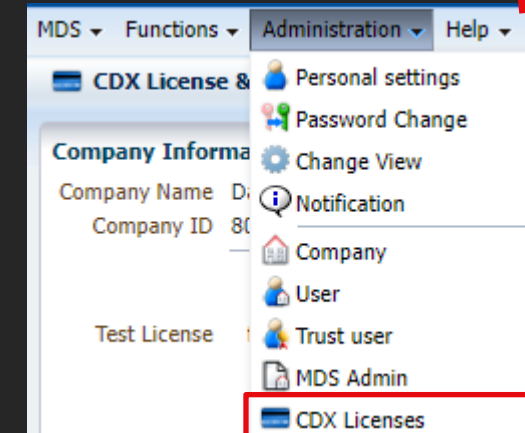 MDS Functions Administration Help
CDX License &
Personal settings
Password Change
Company Informa
Change View
Company Name
Notification
Company ID 80
Company
User
Test License
Trust user
MDS Admin
CDX Licenses